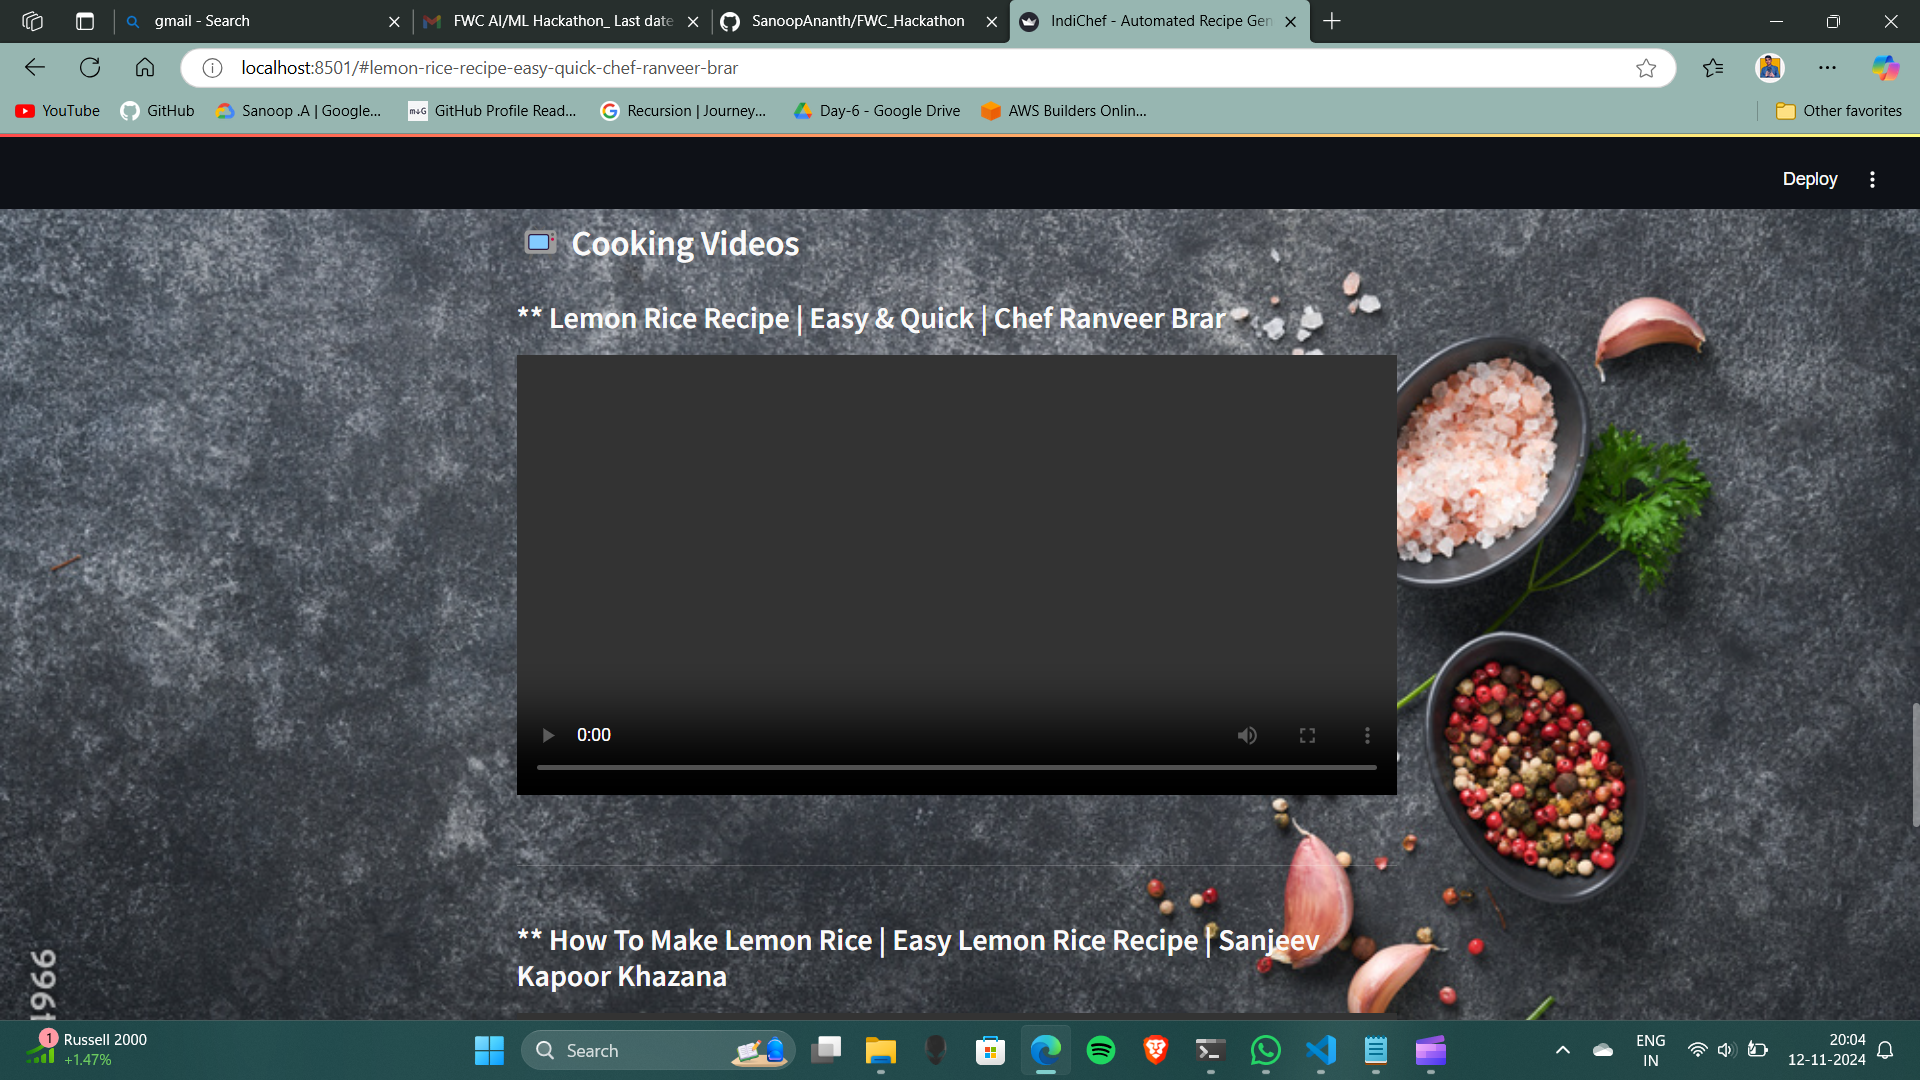 gmail - Search
FWC AI/ML Hackathon_ Last date
SanoopAnanth/FWC_Hackathon
IndiChef - Automated Recipe Gen
localhost:8501/#lemon-rice-recipe-easy-quick-chef-ranveer-brar
YouTube
GitHub
Sanoop .A | Google...
GitHub Profile Read...
Recursion | Journey...
Day-6 - Google Drive
AWS Builders Onlin...
Other favorites
Deploy
Cooking Videos
** Lemon Rice Recipe | Easy & Quick | Chef Ranveer Brar
0:00
** How To Make Lemon Rice | Easy Lemon Rice Recipe | Sanjeev
Kapoor Khazana
1
Russell 2000
+1.47%
Search
ENG
IN
20:04
12-11-2024